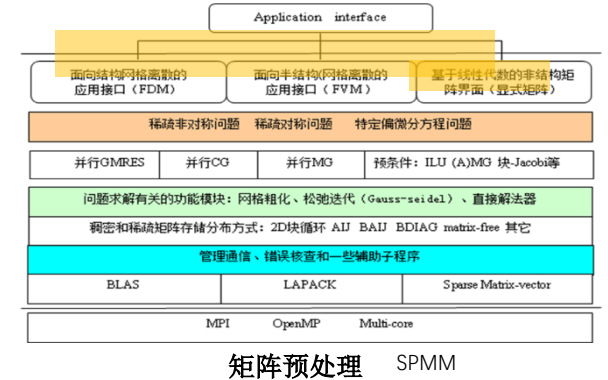 Application interface
面向结构网格离散的
应用接口（FDM）
面向半结构(网格离散的
应用接口（FVM）
基于线性代数的非结构矩
阵界面（显式矩阵）
稀疏非对称问题 稀疏对称问题 特定偏微分方程问题
并行GMRES 并行CG 并行MG 预条件：ILU (A)MG 块-Jacobi等
问题求解有关的功能模块：网格粗化、松弛迭代（Gauss-seidel）、直接解法器
稠密和稀疏矩阵存储分布方式：2D块循环 AIJ BAIJ BDIAG matrix-free 其它
管理通信、错误核查和一些辅助子程序
BLAS LAPACK Sparse Matrix-vector
MPI OpenMP Multi-core
矩阵预处理 SPMM